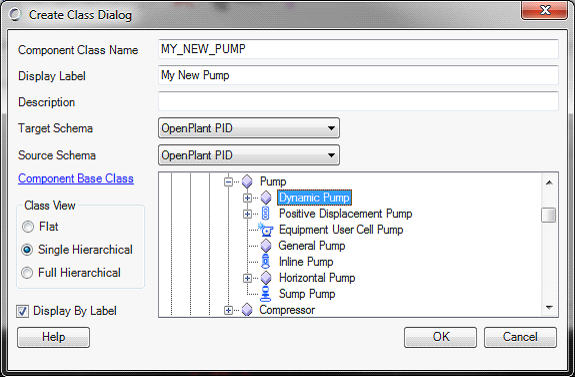 Create Class Dialog
Component Class Name MY_NEW_PUMP
Display Label My New Pump
Description
Target Schema OpenPlant PID
Source Schema OpenPlant PID
Component Base Class
Class View
Flat
Single Hierarchical
Full Hierarchical
Display By Label
Pump
Dynamic Pump
Positive Displacement Pump
Equipment User Cell Pump
General Pump
Inline Pump
Horizontal Pump
Sump Pump
Compressor
Help OK Cancel